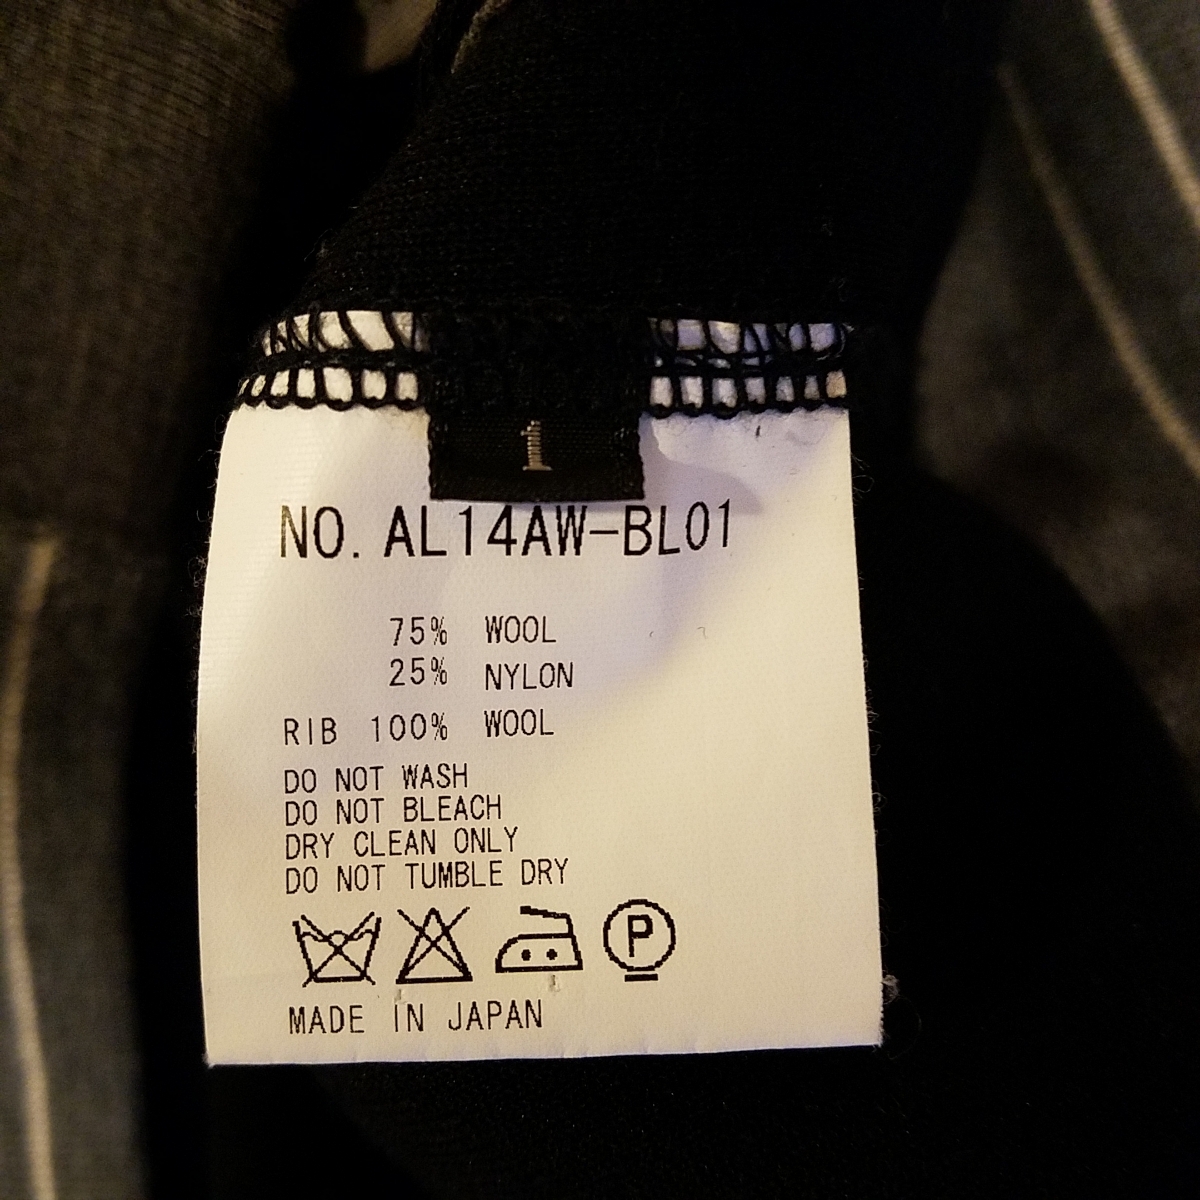 1
NO. AL14AW-BL01
75% WOOL
25% NYLON
RIB 100% WOOL
DO NOT WASH
DO NOT BLEACH
DRY CLEAN ONLY
DO NOT TUMBLE DRY
P
MADE IN JAPAN